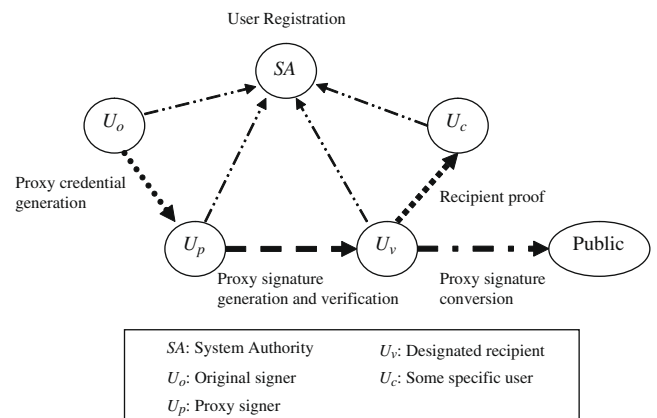 User Registration
SA
U_o
U_c
Proxy credential
generation
Recipient proof
U_p
U_v
Public
Proxy signature
generation and verification
Proxy signature
conversion
SA: System Authority
U_v: Designated recipient
U_o: Original signer
U_c: Some specific user
U_p: Proxy signer